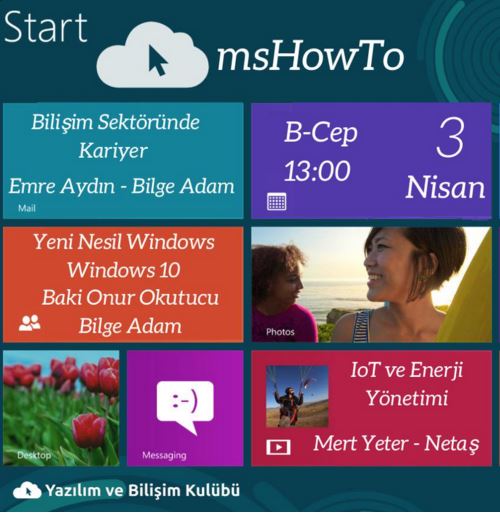 Start
msHowTo
Bilişim Sektöründe
Kariyer
Emre Aydın - Bilge Adam
Mail
B-Cep
13:00
3
Nisan
Yeni Nesil Windows
Windows 10
Baki Onur Okutucu
Bilge Adam
Photos
Desktop
:-)
Messaging
IoT ve Enerji
Yönetimi
Mert Yeter - Netaş
Yazılım ve Bilişim Kulübü